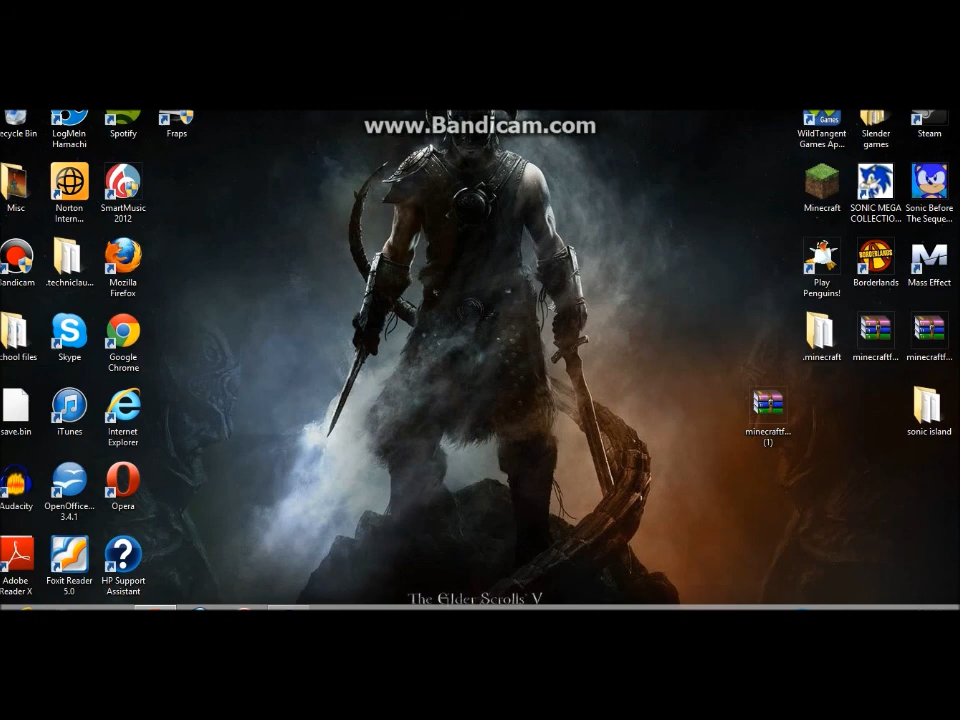 www.Bandicam.com
ecycle Bin
LogMeIn
Hamachi
Spotify
Fraps
WildTangent
Games Ap...
Games
Slender
games
Steam
Misc
Norton
Intern...
SmartMusic
2012
Minecraft
SONIC MEGA
COLLECTIO...
Sonic Before
The Seque...
andicam
.techniclau...
Mozilla
Firefox
Play
Penguins!
BORDERLANDS
Borderlands
Mass Effect
chool files
Skype
Google
Chrome
.minecraft
minecraftf...
minecraftf...
save.bin
iTunes
Internet
Explorer
minecraftf...
(1)
sonic island
Audacity
OpenOffice...
3.4.1
Opera
Adobe
Reader X
Foxit Reader
5.0
HP Support
Assistant
The Elder Scrolls V